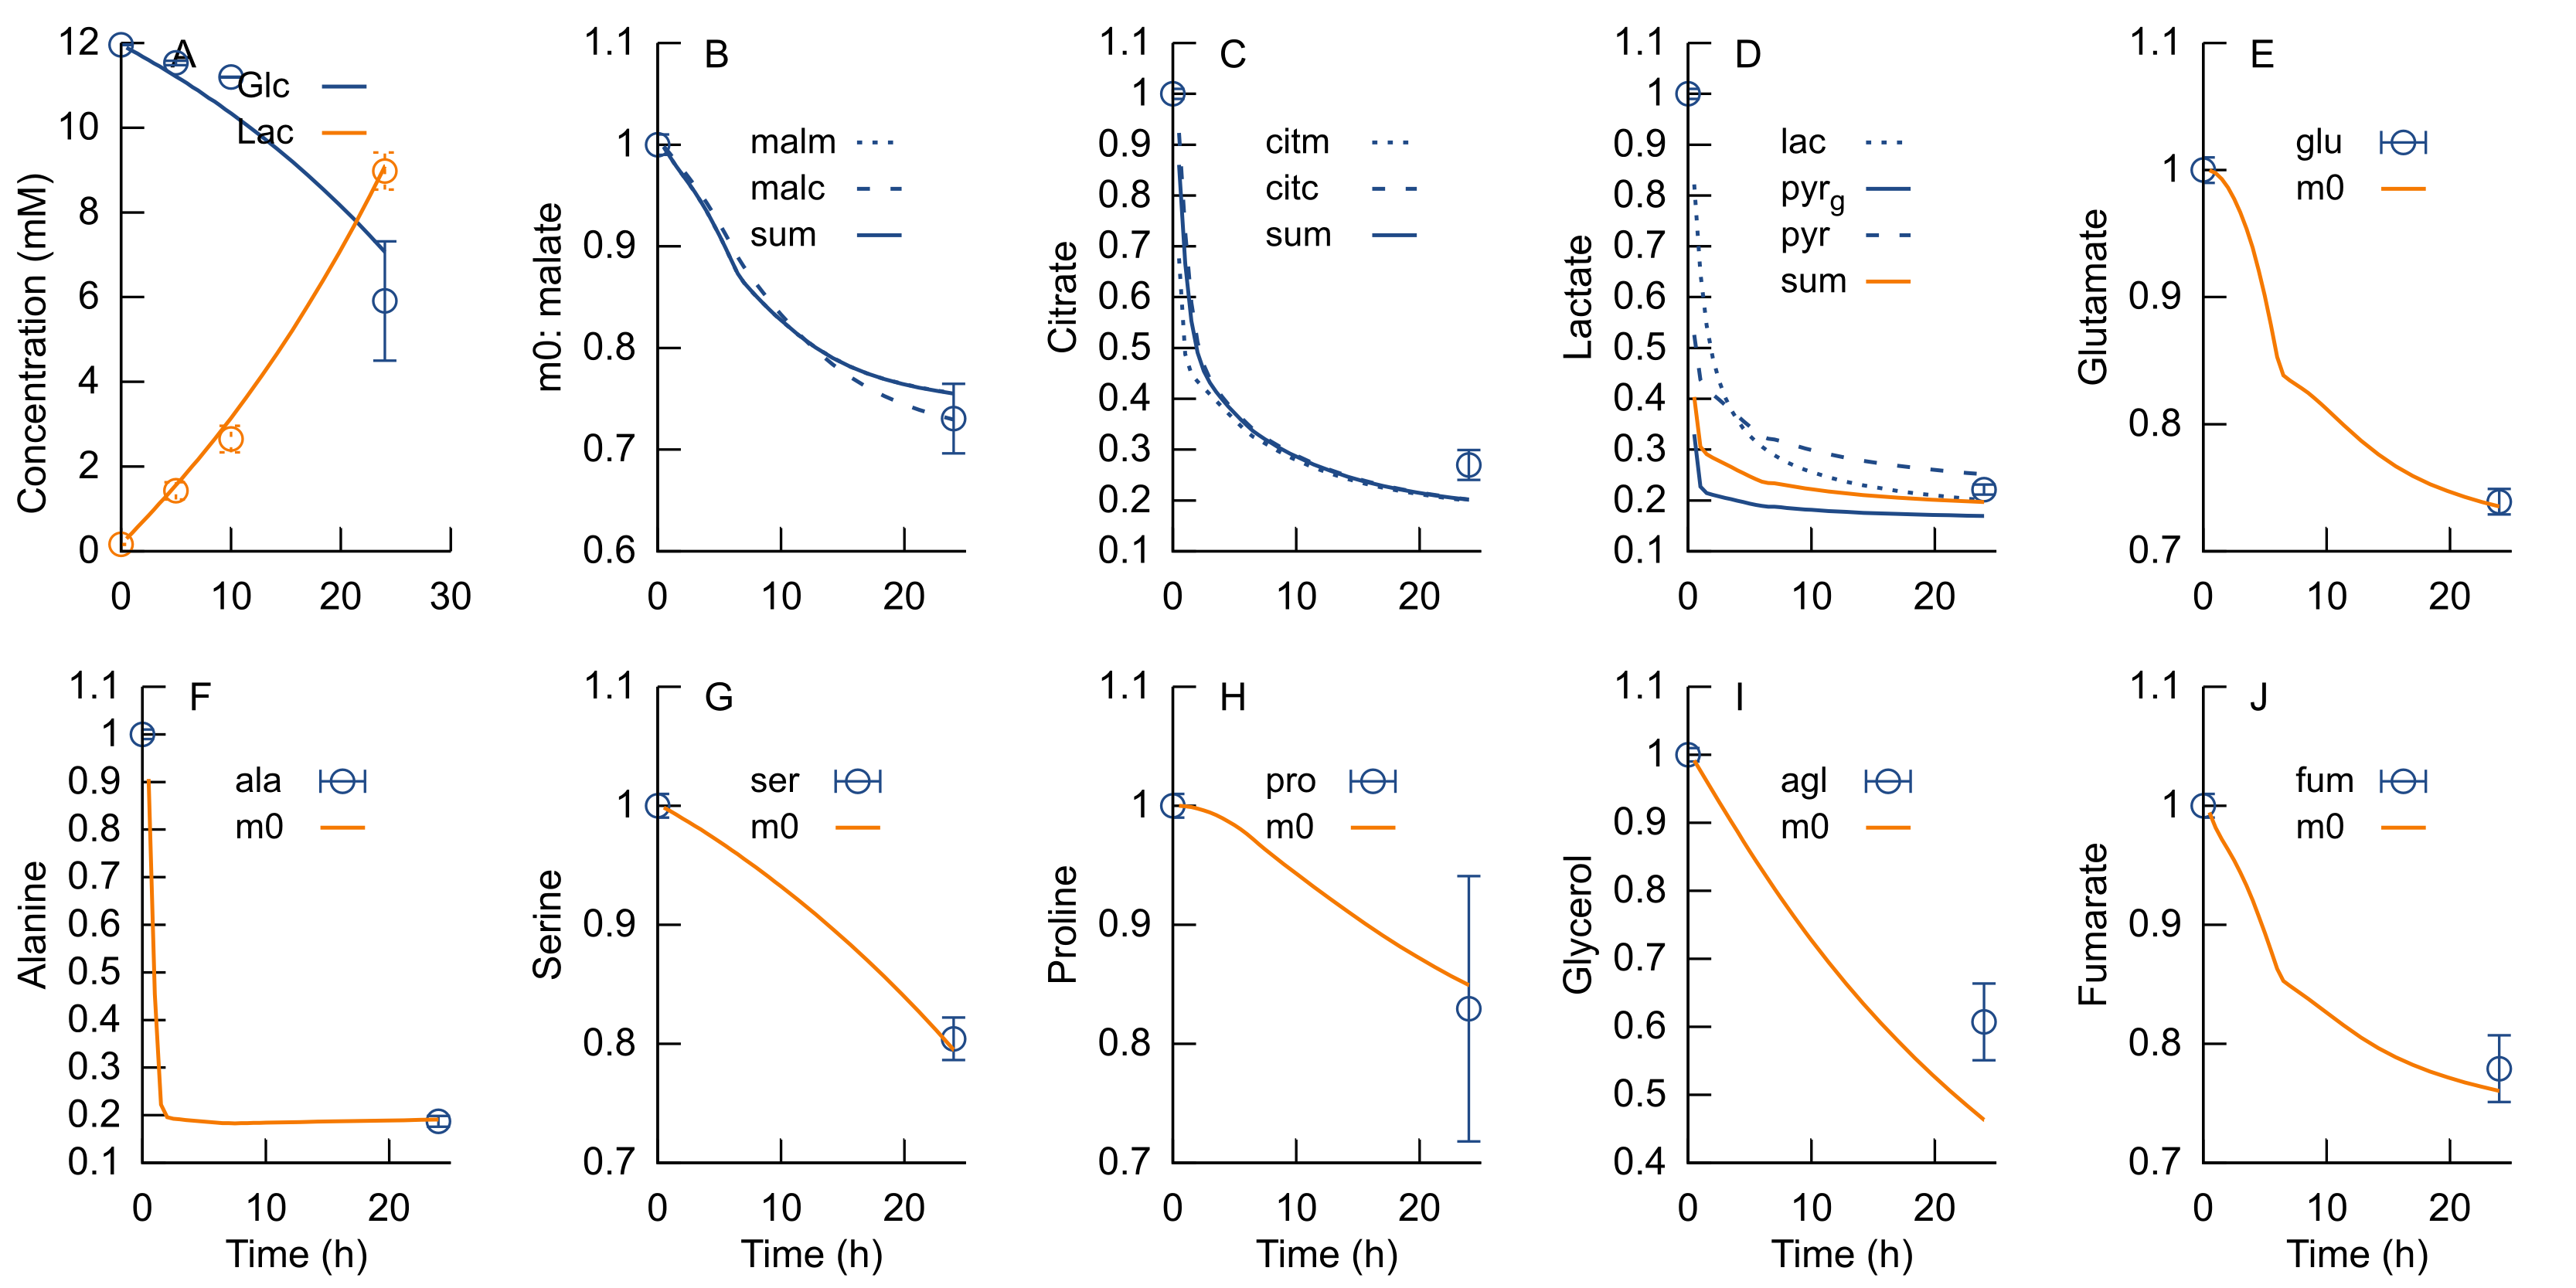 A
Glc
Lac
Concentration (mM)
12
10
8
6
4
2
0
0 10 20 30
B
malm
malc
sum
m0: malate
1.1
1
0.9
0.8
0.7
0.6
0 10 20
C
citm
citc
sum
Citrate
1.1
1
0.9
0.8
0.7
0.6
0.5
0.4
0.3
0.2
0.1
0 10 20
D
lac
pyrg
pyr
sum
Lactate
1.1
1
0.9
0.8
0.7
0.6
0.5
0.4
0.3
0.2
0.1
0 10 20
E
glu
m0
Glutamate
1.1
1
0.9
0.8
0.7
0 10 20
F
ala
m0
Alanine
1.1
1
0.9
0.8
0.7
0.6
0.5
0.4
0.3
0.2
0.1
0 10 20
Time (h)
G
ser
m0
Serine
1.1
1
0.9
0.8
0.7
0 10 20
Time (h)
H
pro
m0
Proline
1.1
1
0.9
0.8
0.7
0 10 20
Time (h)
I
agl
m0
Glycerol
1.1
1
0.9
0.8
0.7
0.6
0.5
0.4
0 10 20
Time (h)
J
fum
m0
Fumarate
1.1
1
0.9
0.8
0.7
0 10 20
Time (h)